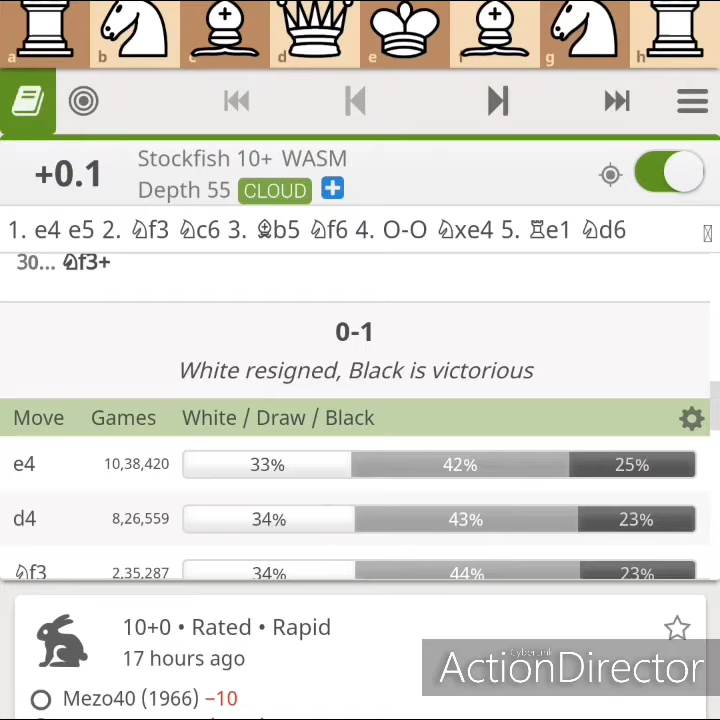 a b c d e f g h
+0.1 Stockfish 10+ WASM
Depth 55 CLOUD
1. e4 e5 2. ♘f3 ♘c6 3. ♗b5 ♘f6 4. O-O ♘xe4 5. ♖e1 ♘d6
30... ♞f3+
0-1
White resigned, Black is victorious
Move Games White / Draw / Black
e4 10,38,420 33% 42% 25%
d4 8,26,559 34% 43% 23%
♘f3 2,35,287 34% 44% 23%
10+0 • Rated • Rapid
17 hours ago
Mezo40 (1966) −10
CyberLink
ActionDirector